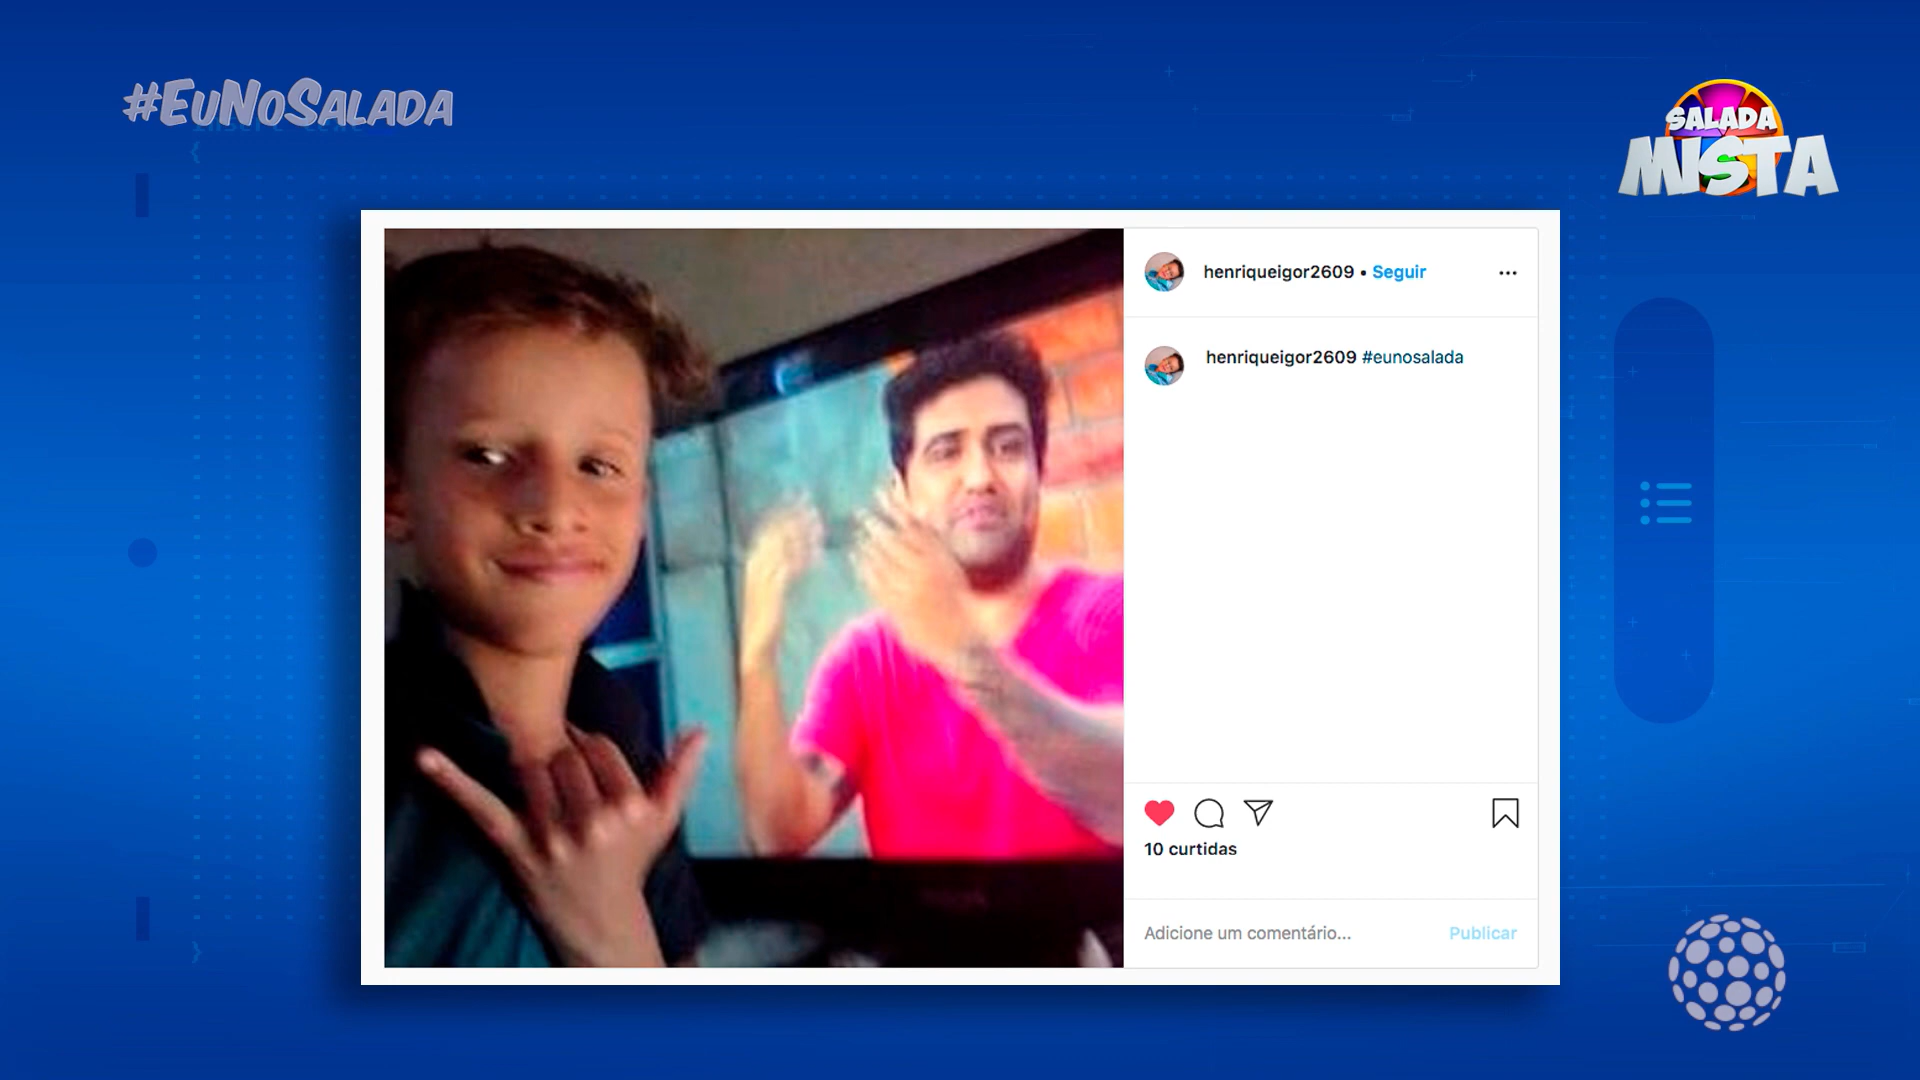 #EuNoSalada
SALADA
MISTA
henriqueigor2609 • Seguir
henriqueigor2609 #eunosalada
10 curtidas
Adicione um comentário...
Publicar